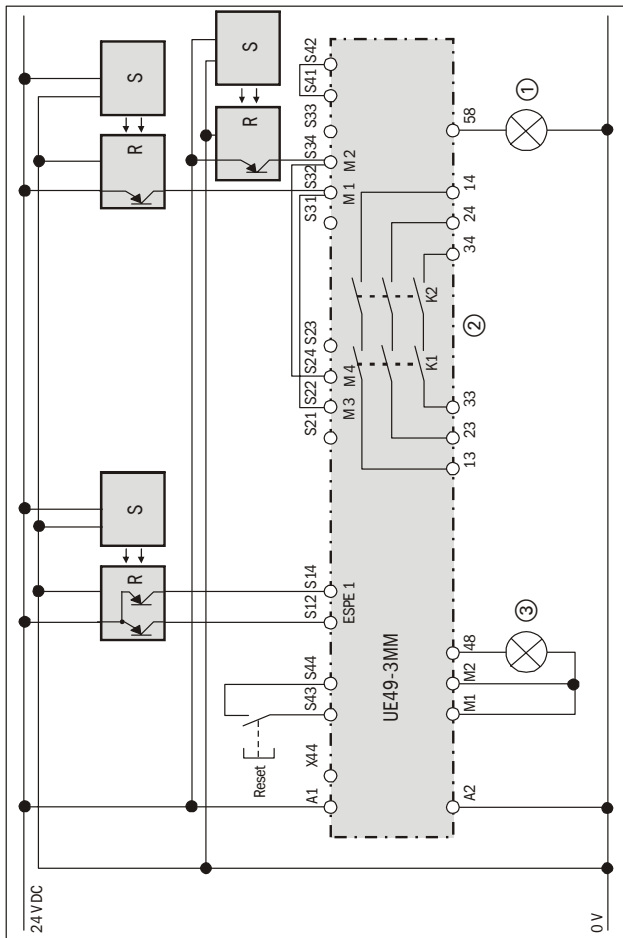 24 V DC
S
S
R
R
S
R
Reset
A1 X44 S43 S44 S12 S14 S21 S22 S24 S23 S31 S32 S34 S33 S41 S42
ESPE 1
M3 M4
M1 M2
UE49-3MM
K1 K2
A2 M1 M2 48 13 23 33 34 24 14 58
②
③
①
0 V